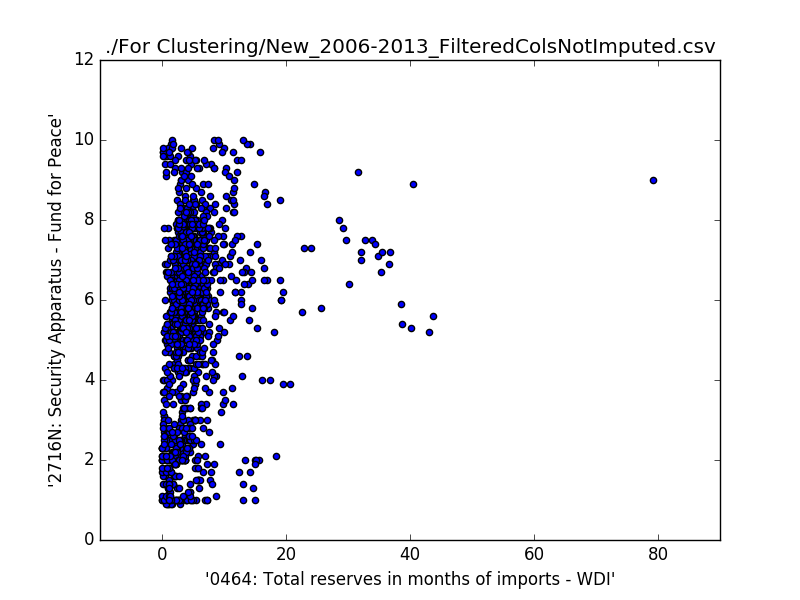 ./For Clustering/New_2006-2013_FilteredColsNotImputed.csv
12
10
8
6
4
2
0
'2716N: Security Apparatus - Fund for Peace'
0 20 40 60 80
'0464: Total reserves in months of imports - WDI'